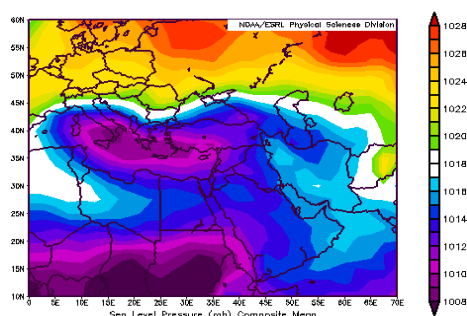 NOAA/ESRL Physical Sciences Division
60N
55N
50N
45N
40N
35N
30N
25N
20N
15N
10N
0 5E 10E 15E 20E 25E 30E 35E 40E 45E 50E 55E 60E 65E 70E
Sea Level Pressure (mb) Composite Mean
1028
1026
1024
1022
1020
1018
1016
1014
1012
1010
1008